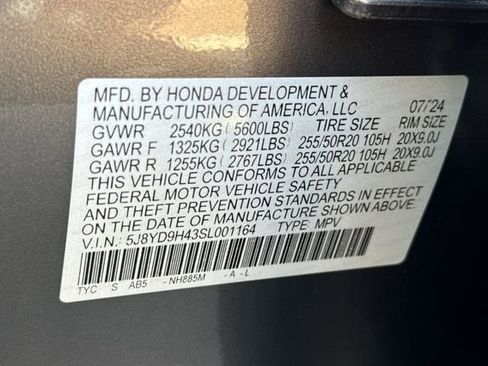 MFD. BY HONDA DEVELOPMENT &
MANUFACTURING OF AMERICA, LLC 07/24
GVWR 2540KG (5600LBS) TIRE SIZE RIM SIZE
GAWR F 1325KG (2921LBS) 255/50R20 105H 20X9.0J
GAWR R 1255KG (2767LBS) 255/50R20 105H 20X9.0J
THIS VEHICLE CONFORMS TO ALL APPLICABLE
FEDERAL MOTOR VEHICLE SAFETY
AND THEFT PREVENTION STANDARDS IN EFFECT
ON THE DATE OF MANUFACTURE SHOWN ABOVE.
V.I.N.: 5J8YD9H43SL001164 TYPE: MPV
TYC S AB5 - NH885M - A - L